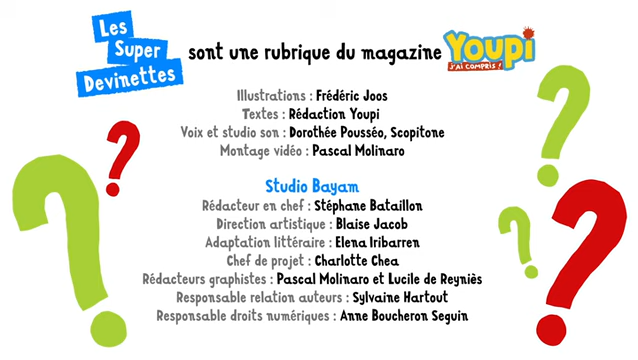 Les
Super
Devinettes
sont une rubrique du magazine Youpi
J'AI COMPRIS !
Illustrations : Frédéric Joos
Textes : Rédaction Youpi
Voix et studio son : Dorothée Pousséo, Scopitone
Montage vidéo : Pascal Molinaro
Studio Bayam
Rédacteur en chef : Stéphane Bataillon
Direction artistique : Blaise Jacob
Adaptation littéraire : Elena Iribarren
Chef de projet : Charlotte Chea
Rédacteurs graphistes : Pascal Molinaro et Lucile de Reyniès
Responsable relation auteurs : Sylvaine Hartout
Responsable droits numériques : Anne Boucheron Seguin